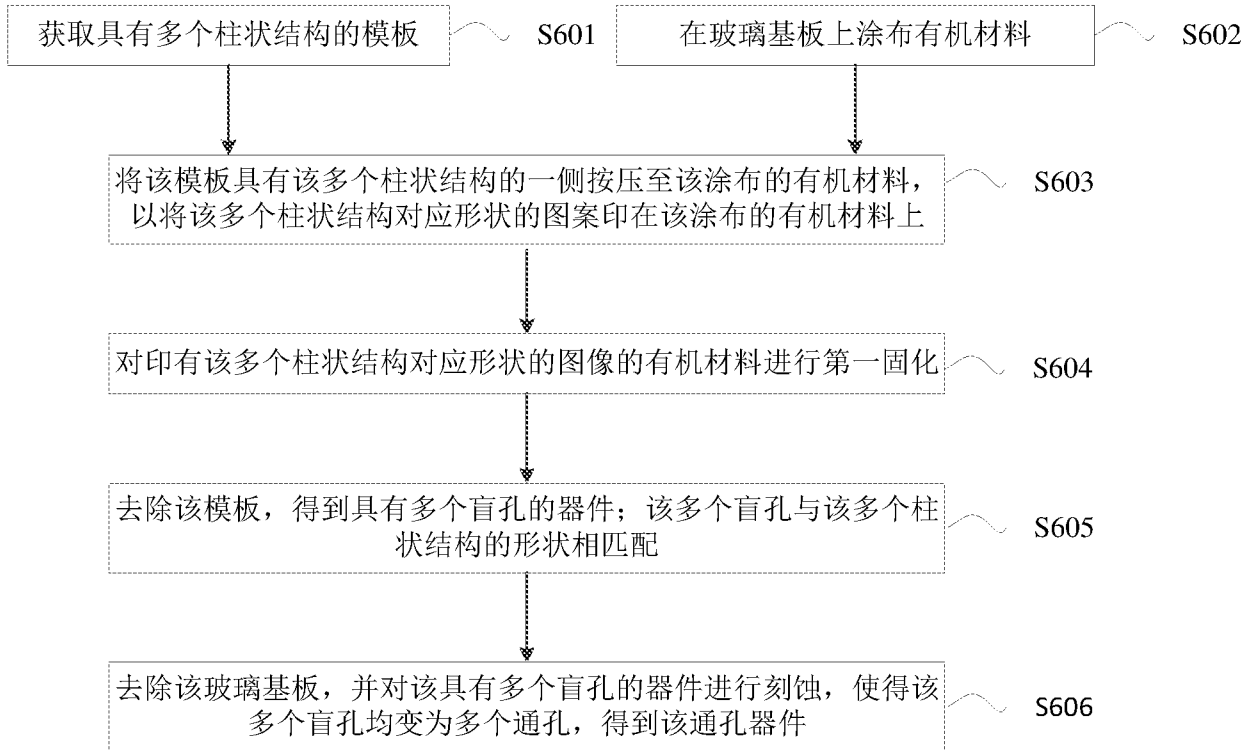 获取具有多个柱状结构的模板
S601
在玻璃基板上涂布有机材料
S602
将该模板具有该多个柱状结构的一侧按压至该涂布的有机材料，
以将该多个柱状结构对应形状的图案印在该涂布的有机材料上
S603
对印有该多个柱状结构对应形状的图像的有机材料进行第一固化
S604
去除该模板，得到具有多个盲孔的器件；该多个盲孔与该多个柱
状结构的形状相匹配
S605
去除该玻璃基板，并对该具有多个盲孔的器件进行刻蚀，使得该
多个盲孔均变为多个通孔，得到该通孔器件
S606